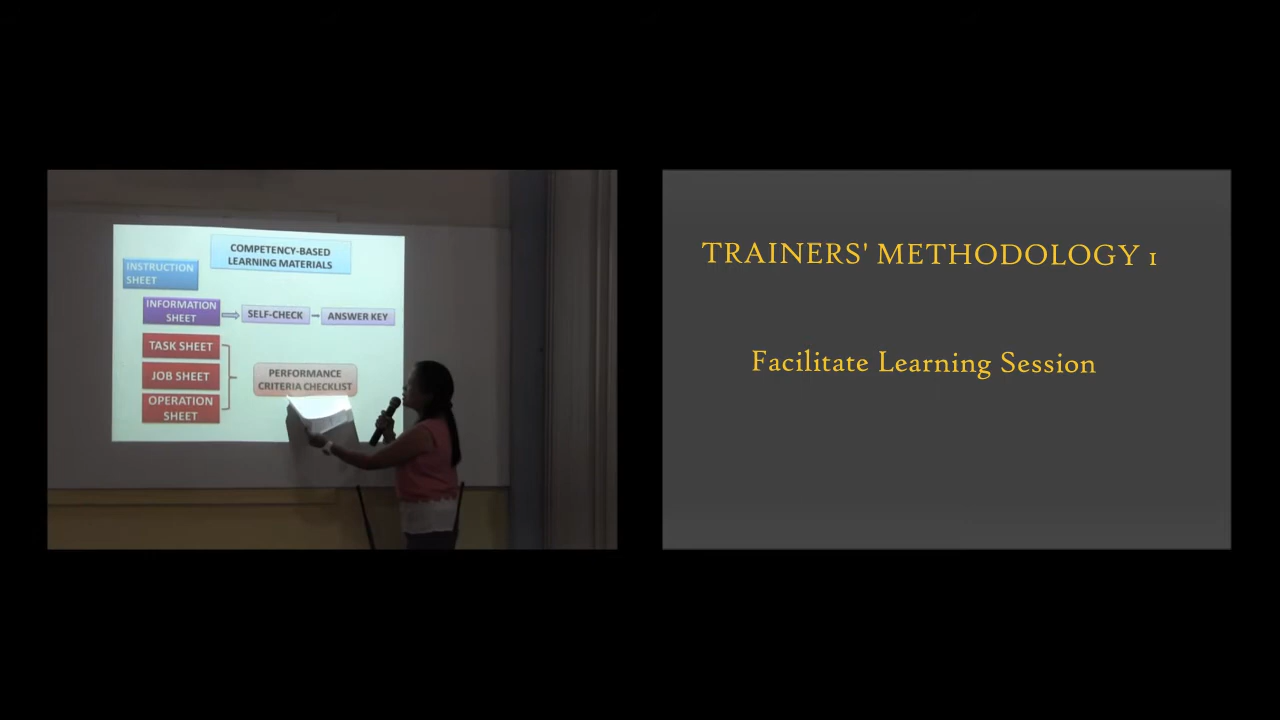 COMPETENCY-BASED
LEARNING MATERIALS
INSTRUCTION
SHEET
INFORMATION
SHEET
SELF-CHECK
ANSWER KEY
TASK SHEET
JOB SHEET
OPERATION
SHEET
PERFORMANCE
CRITERIA CHECKLIST
TRAINERS' METHODOLOGY 1
Facilitate Learning Session